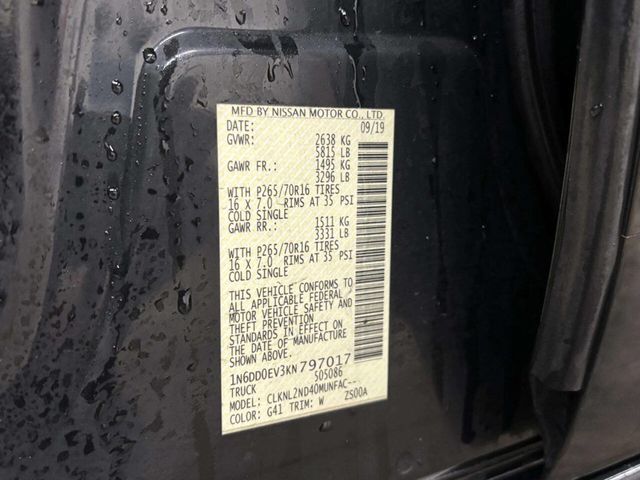 MFD BY NISSAN MOTOR CO., LTD.
DATE: 09/19
GVWR: 2638 KG
5815 LB
GAWR FR.: 1495 KG
3296 LB
WITH P265/70R16 TIRES
16 X 7.0 RIMS AT 35 PSI
COLD SINGLE
GAWR RR.: 1511 KG
3331 LB
WITH P265/70R16 TIRES
16 X 7.0 RIMS AT 35 PSI
COLD SINGLE
THIS VEHICLE CONFORMS TO
ALL APPLICABLE FEDERAL
MOTOR VEHICLE SAFETY AND
THEFT PREVENTION
STANDARDS IN EFFECT ON
THE DATE OF MANUFACTURE
SHOWN ABOVE.
1N6DD0EV3KN797017
TRUCK 505086
MODEL: CLKNL2ND40MUNFAC--
COLOR: G41 TRIM: W ZS00A